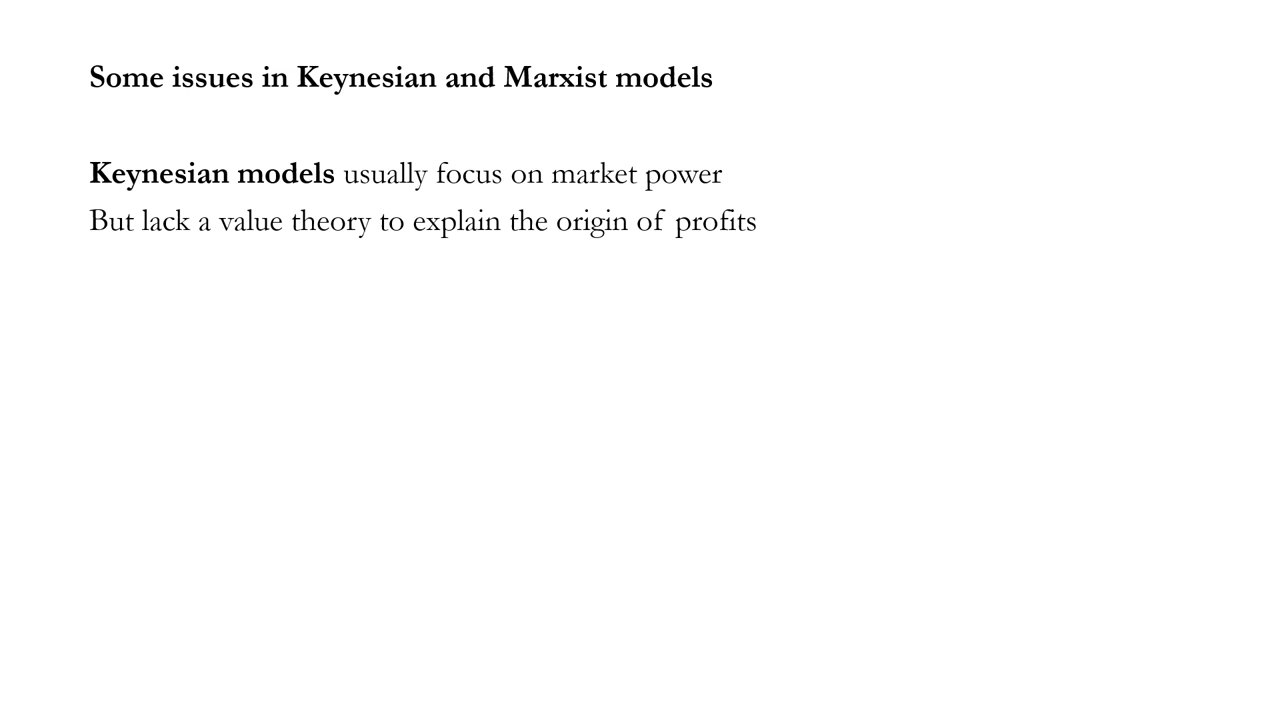 Some issues in Keynesian and Marxist models
Keynesian models usually focus on market power
But lack a value theory to explain the origin of profits